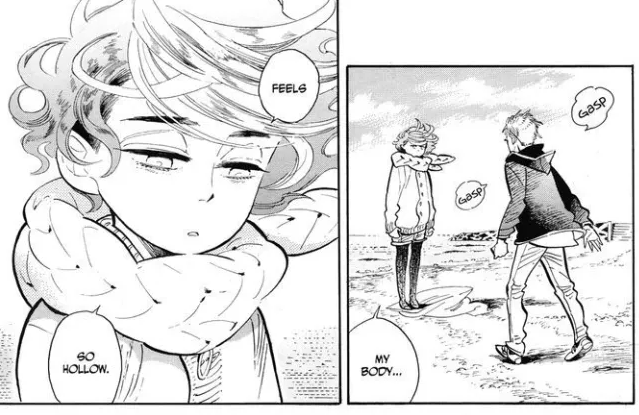 GASP
GASP
MY
BODY...
FEELS
SO
HOLLOW.